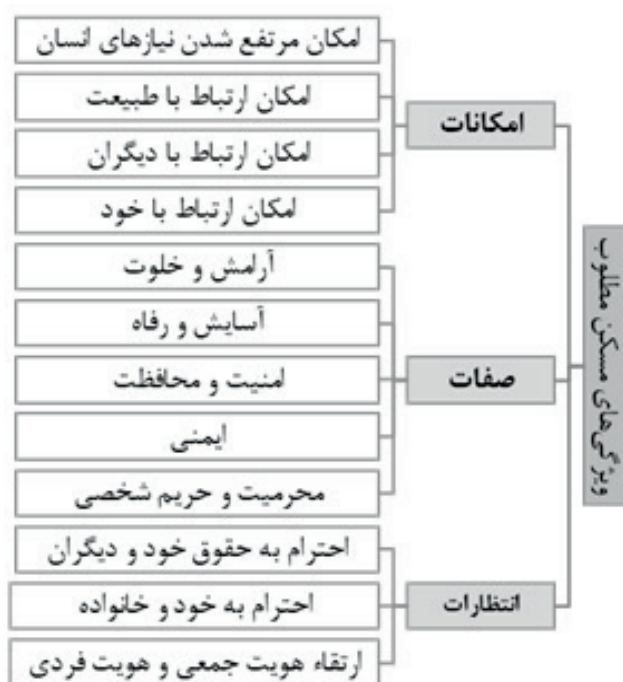 ویژگی‌های مسکن مطلوب
امکانات
امکان مرتفع شدن نیازهای انسان
امکان ارتباط با طبیعت
امکان ارتباط با دیگران
امکان ارتباط با خود
صفات
آرامش و خلوت
آسایش و رفاه
امنیت و محافظت
ایمنی
محرمیت و حریم شخصی
انتظارات
احترام به حقوق خود و دیگران
احترام به خود و خانواده
ارتقاء هویت جمعی و هویت فردی